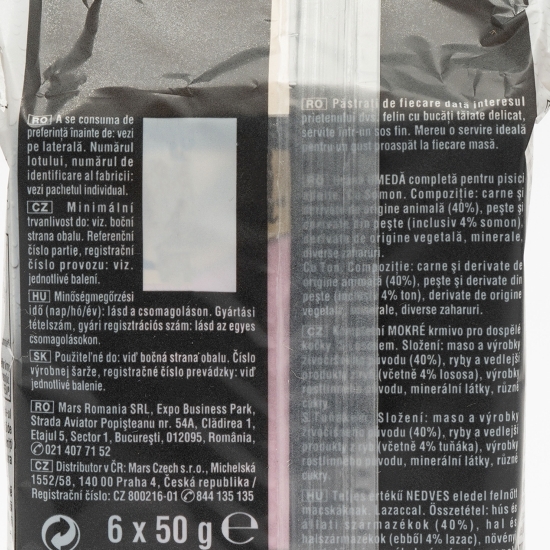 RO A se consuma de
preferință înainte de: vezi
pe laterală. Numărul
lotului, numărul de
identificare al fabricii:
vezi pachetul individual.
CZ Minimální
trvanlivost do: viz. boční
strana obalu. Referenční
číslo partie, registrační
číslo provozu: viz.
jednotlivé balení.
HU Minőségmegőrzési
idő (nap/hó/év): lásd a csomagoláson. Gyártási
tételszám, gyári regisztrációs szám: lásd az egyes
csomagolásokon.
SK Použiteľné do: viď bočná strana obalu. Číslo
výrobnej šarže, registračné číslo prevádzky: viď
jednotlivé balenie.
RO Mars Romania SRL, Expo Business Park,
Strada Aviator Popișteanu nr. 54A, Clădirea 1,
Etajul 5, Sector 1, București, 012095, România,
021 407 71 52
CZ Distributor v ČR: Mars Czech s.r.o., Michelská
1552/58, 140 00 Praha 4, Česká republika /
Registrační číslo: CZ 800216-01 844 135 135
6 x 50 g e
RO Păstrați de fiecare dată interesul
prietenului dvs. felin cu bucăți tăiate delicat,
servite într-un sos fin. Mereu o servire ideală
pentru un gust proaspăt la fiecare masă.
RO Hrană UMEDĂ completă pentru pisici
adulte. Cu Somon. Compoziție: carne și
derivate de origine animală (40%), pește și
derivate din pește (inclusiv 4% somon),
derivate de origine vegetală, minerale,
diverse zaharuri.
Cu Ton. Compoziție: carne și derivate de
origine animală (40%), pește și derivate din
pește (inclusiv 4% ton), derivate de origine
vegetală, minerale, diverse zaharuri.
CZ Kompletní MOKRÉ krmivo pro dospělé
kočky. S Lososem. Složení: maso a výrobky
živočišného původu (40%), ryby a vedlejší
produkty z ryb (včetně 4% lososa), výrobky
rostlinného původu, minerální látky, různé
cukry.
S Tuňákem. Složení: maso a výrobky
živočišného původu (40%), ryby a vedlejší
produkty z ryb (včetně 4% tuňáka), výrobky
rostlinného původu, minerální látky, různé
cukry.
HU Teljes értékű NEDVES eledel felnőtt
macskáknak. Lazaccal. Összetétel: hús és
állati származékok (40%), hal és
halszármazékok (ebből 4% lazac), növényi